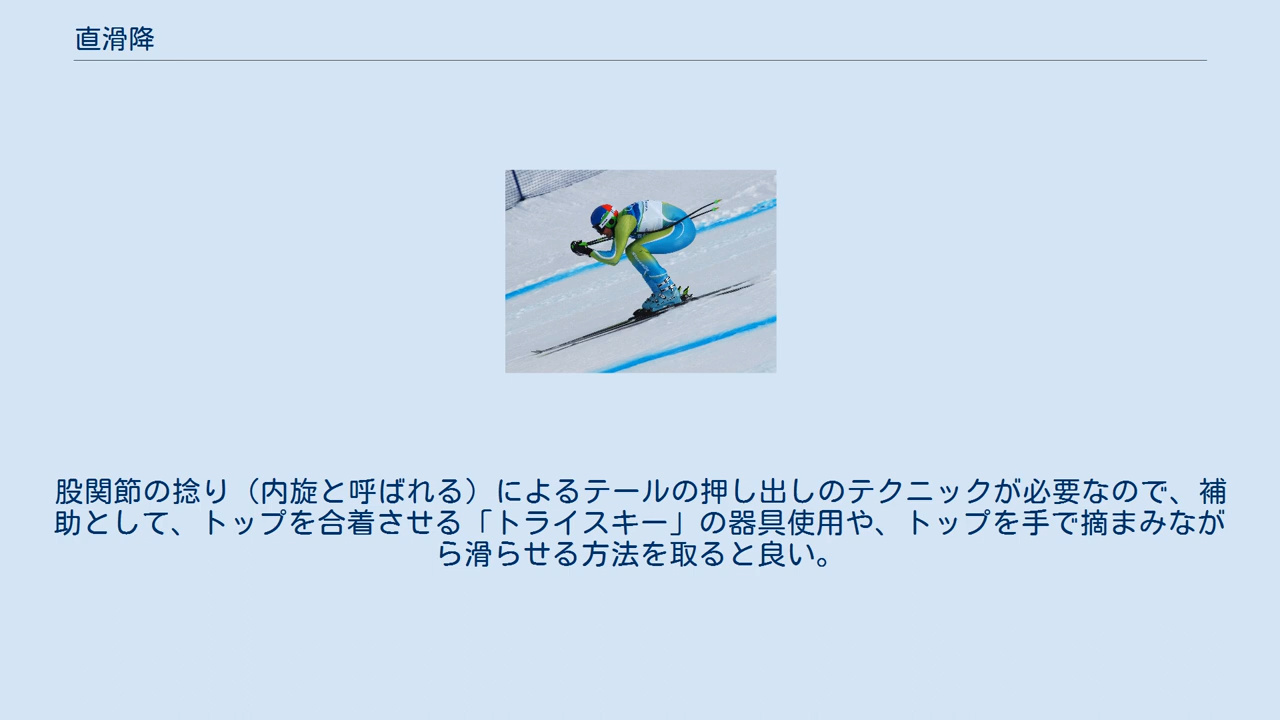 直滑降
股関節の捻り（内旋と呼ばれる）によるテールの押し出しのテクニックが必要なので、補
助として、トップを合着させる「トライスキー」の器具使用や、トップを手で摘まみなが
ら滑らせる方法を取ると良い。